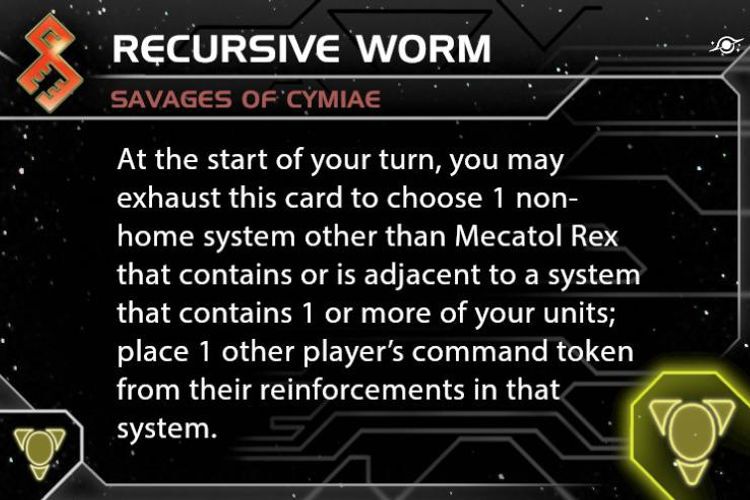 RECURSIVE WORM
SAVAGES OF CYMIAE
At the start of your turn, you may
exhaust this card to choose 1 non-
home system other than Mecatol Rex
that contains or is adjacent to a system
that contains 1 or more of your units;
place 1 other player’s command token
from their reinforcements in that
system.